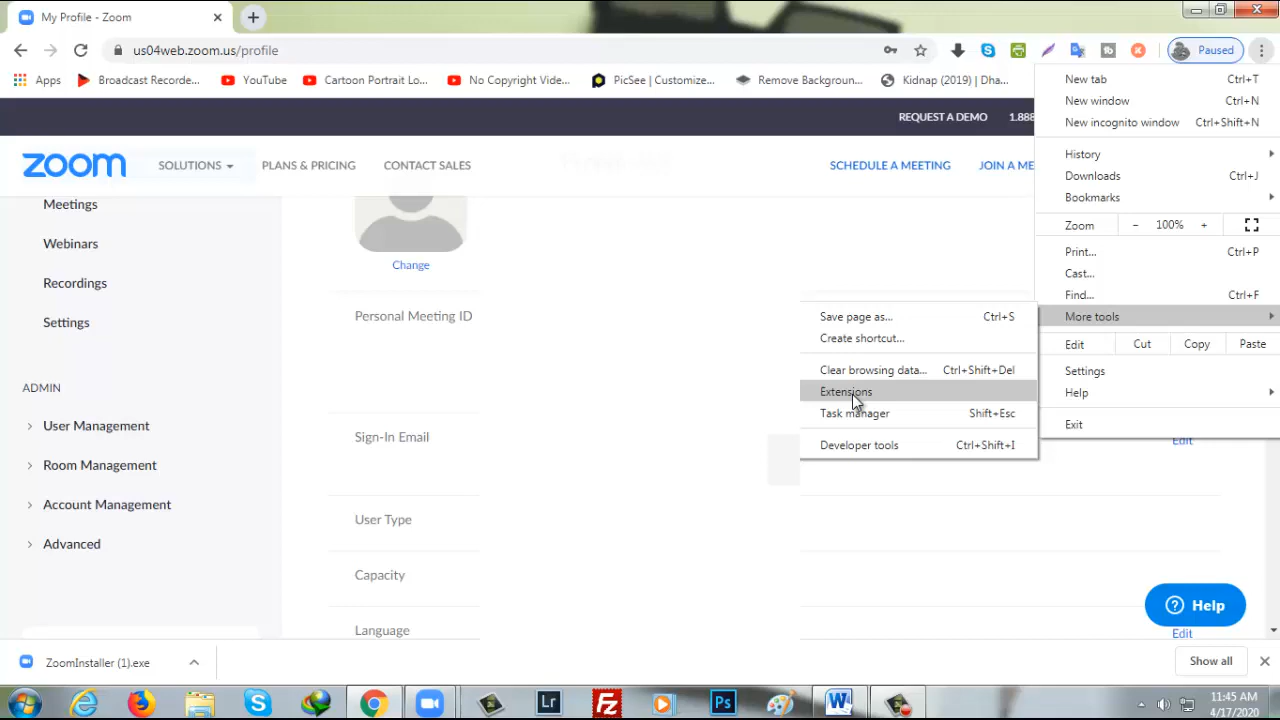 My Profile - Zoom
us04web.zoom.us/profile
Paused
Apps
Broadcast Recorde...
YouTube
Cartoon Portrait Lo...
No Copyright Vide...
PicSee | Customize...
Remove Backgroun...
Kidnap (2019) | Dha...
REQUEST A DEMO
1.888
zoom
SOLUTIONS
PLANS & PRICING
CONTACT SALES
SCHEDULE A MEETING
JOIN A ME
Meetings
Webinars
Recordings
Settings
ADMIN
User Management
Room Management
Account Management
Advanced
Change
Personal Meeting ID
Sign-In Email
Edit
User Type
Capacity
Language
Edit
New tab Ctrl+T
New window Ctrl+N
New incognito window Ctrl+Shift+N
History
Downloads Ctrl+J
Bookmarks
Zoom - 100% +
Print... Ctrl+P
Cast...
Find... Ctrl+F
More tools
Edit Cut Copy Paste
Settings
Help
Exit
Save page as... Ctrl+S
Create shortcut...
Clear browsing data... Ctrl+Shift+Del
Extensions
Task manager Shift+Esc
Developer tools Ctrl+Shift+I
? Help
ZoomInstaller (1).exe
Show all
Lr
Fz
Ps
W
11:45 AM
4/17/2020